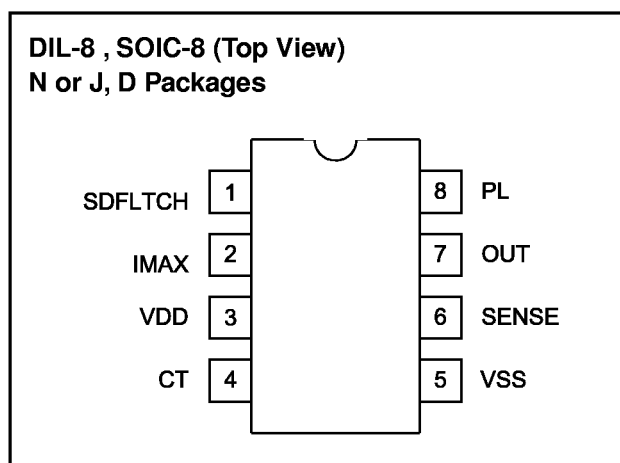 DIL-8 , SOIC-8 (Top View)
N or J, D Packages
SDFLTCH 1 8 PL
IMAX 2 7 OUT
VDD 3 6 SENSE
CT 4 5 VSS